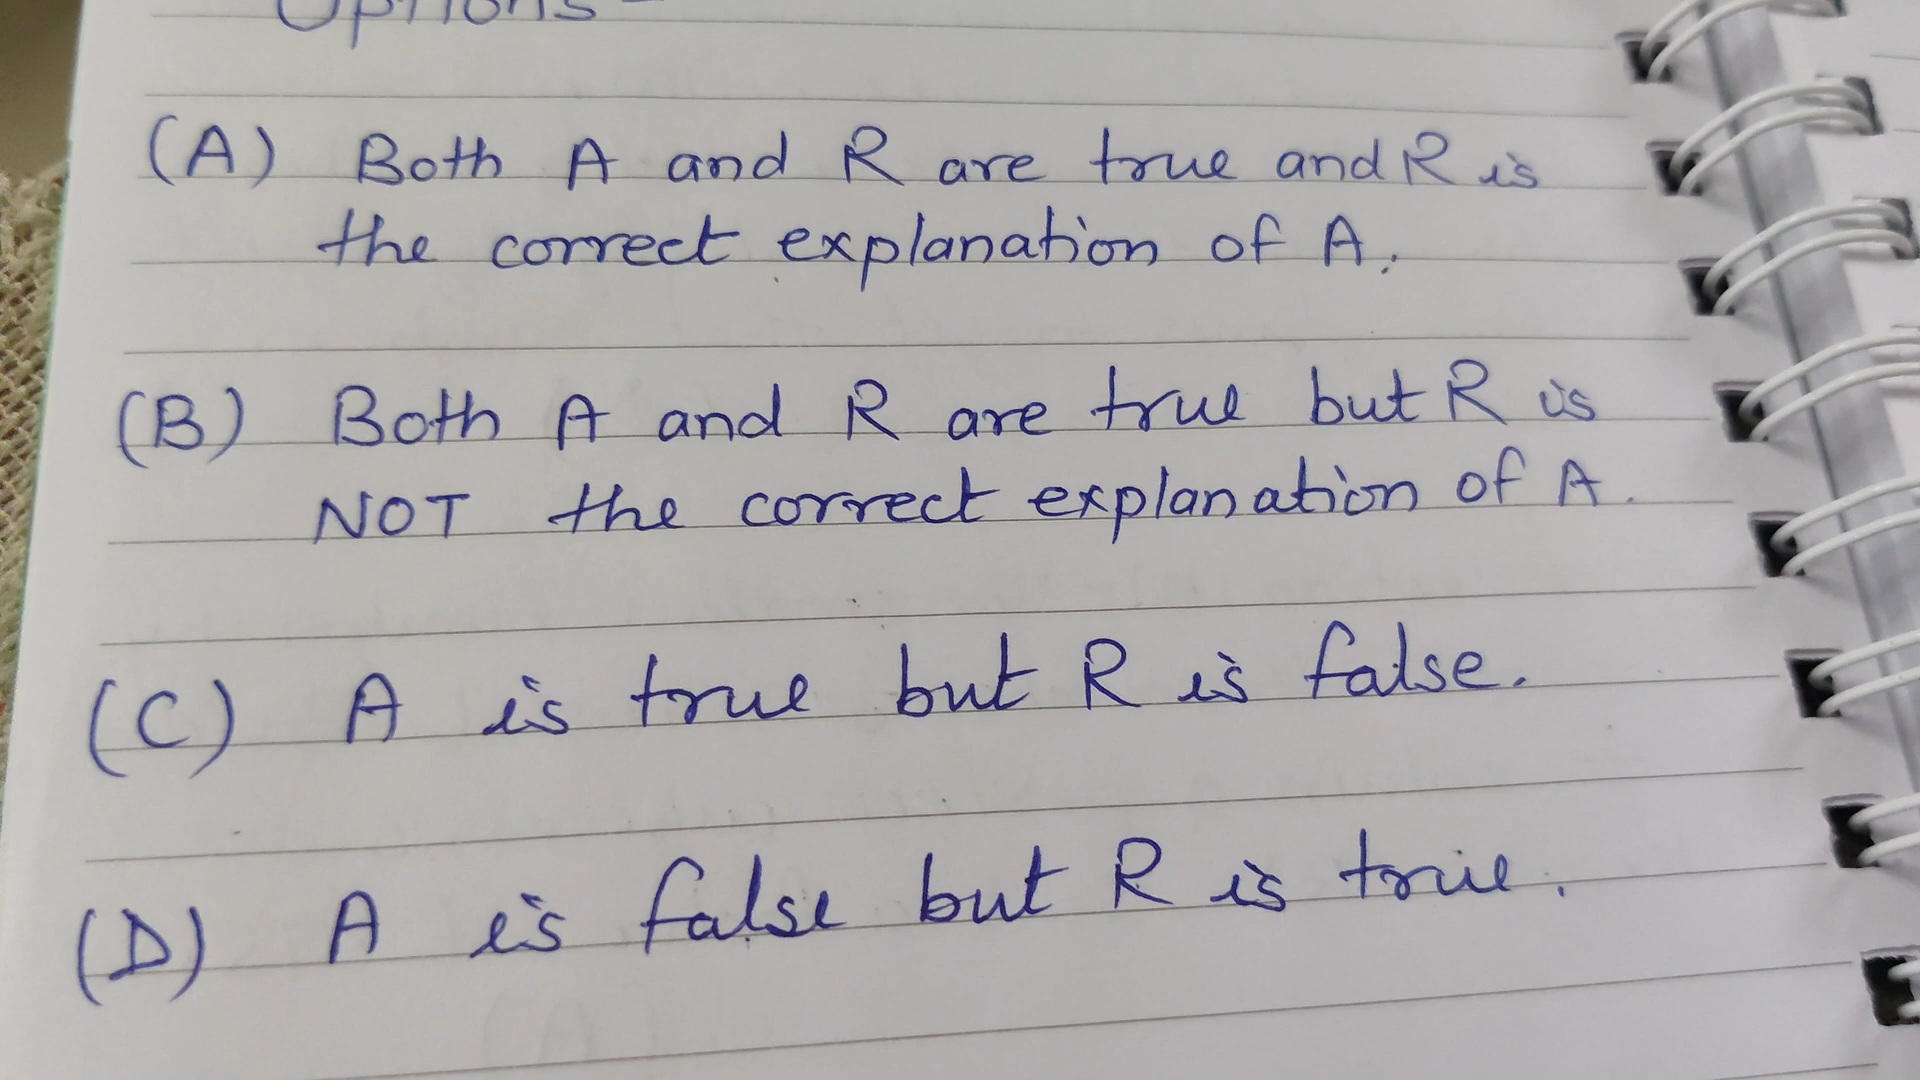 Options -
(A) Both A and R are true and R is
the correct explanation of A.
(B) Both A and R are true but R is
NOT the correct explanation of A.
(C) A is true but R is false.
(D) A is false but R is true.